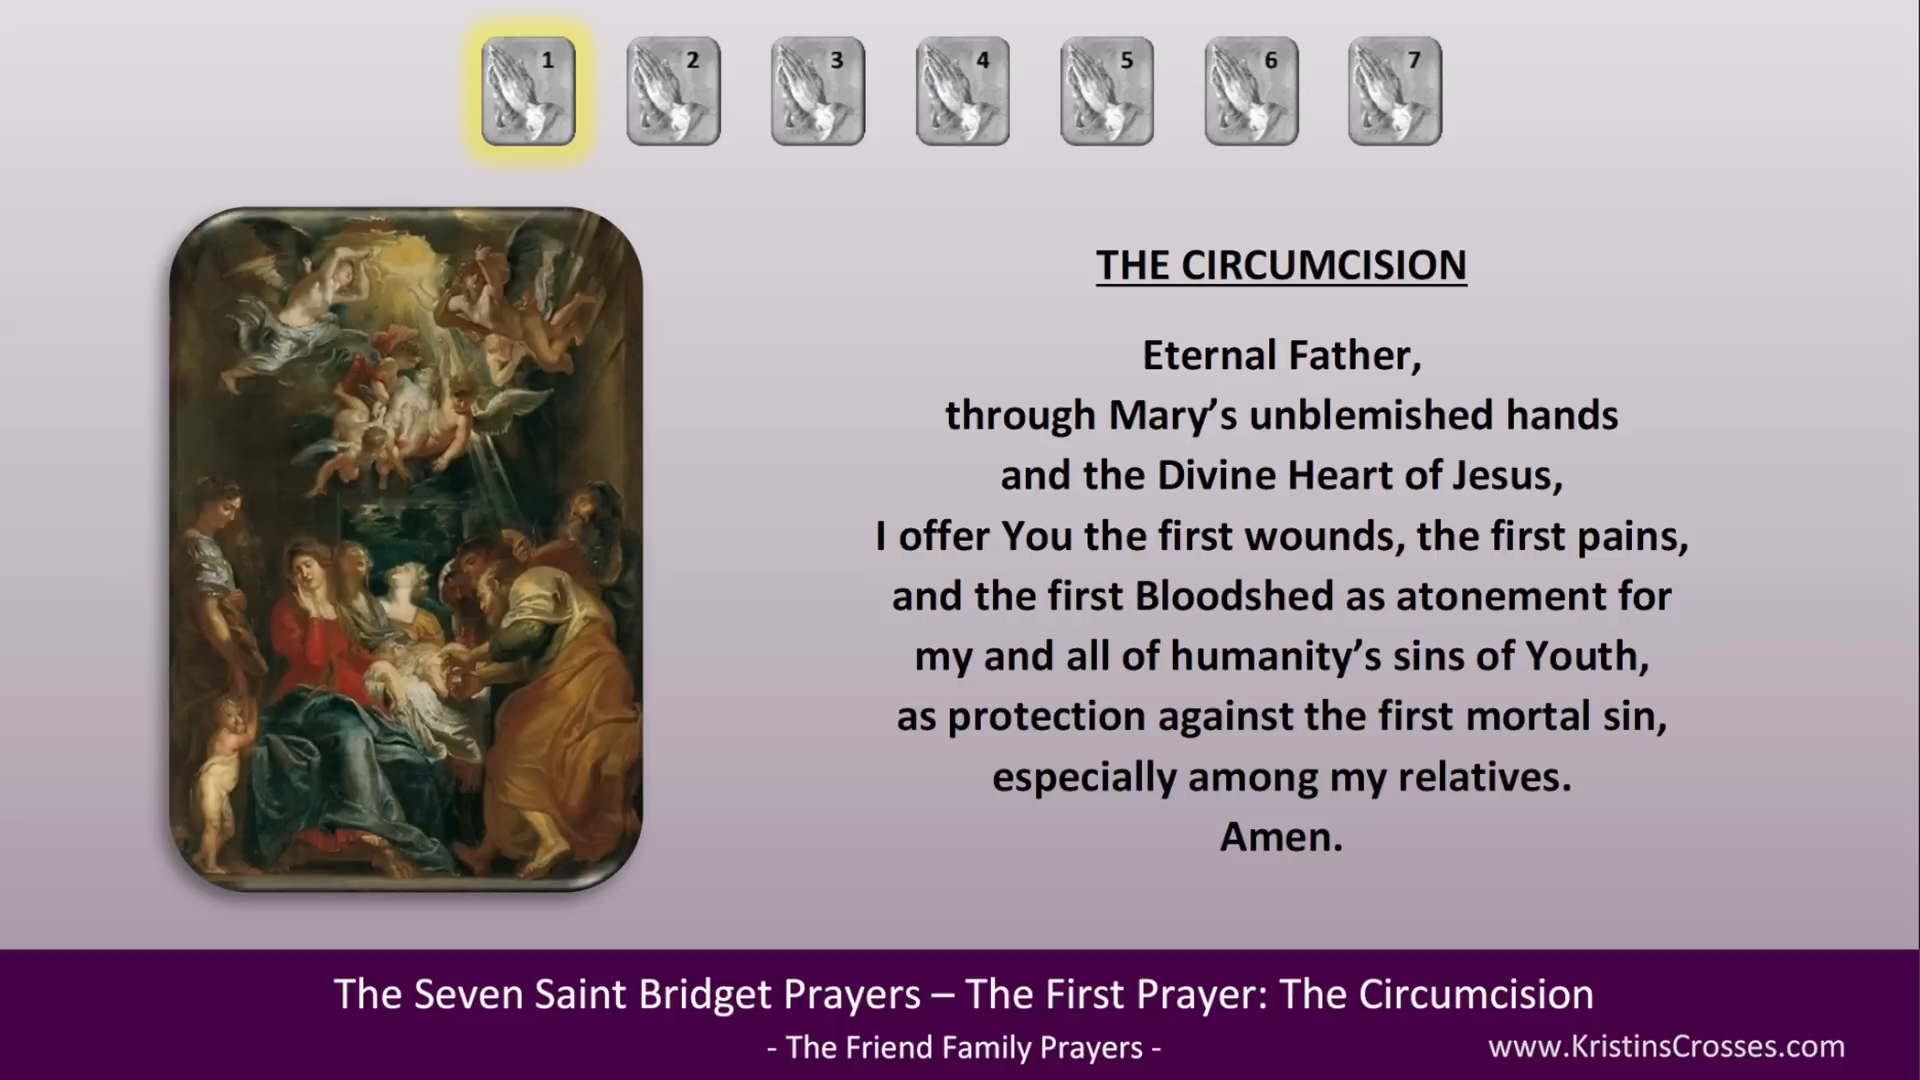 1
2
3
4
5
6
7
THE CIRCUMCISION
Eternal Father,
through Mary’s unblemished hands
and the Divine Heart of Jesus,
I offer You the first wounds, the first pains,
and the first Bloodshed as atonement for
my and all of humanity’s sins of Youth,
as protection against the first mortal sin,
especially among my relatives.
Amen.
The Seven Saint Bridget Prayers – The First Prayer: The Circumcision
- The Friend Family Prayers -
www.KristinsCrosses.com